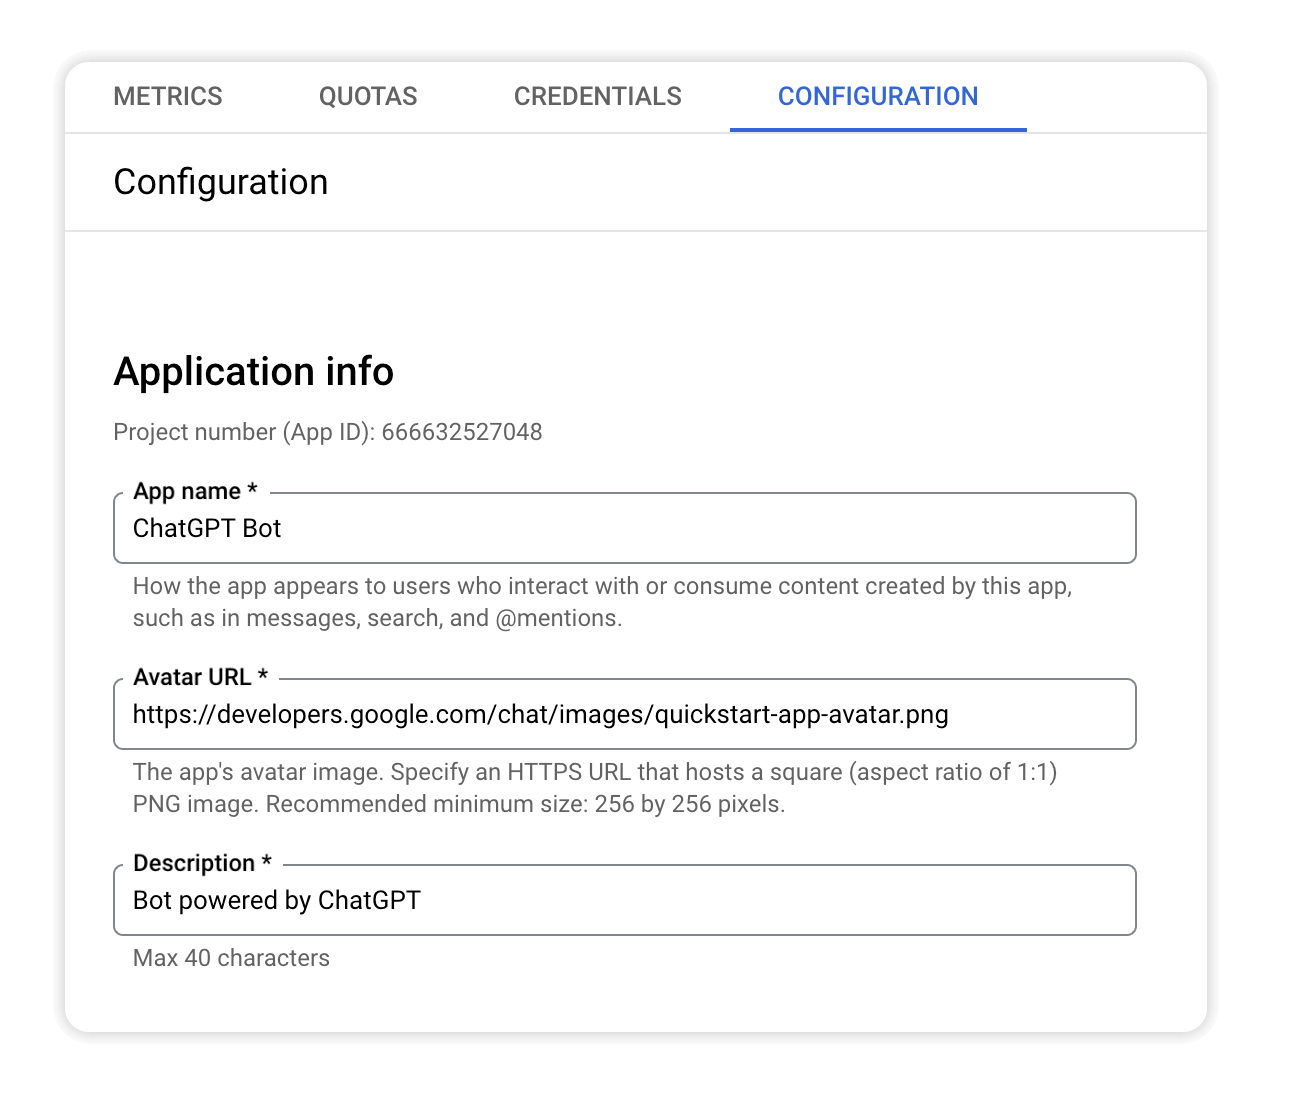 METRICS QUOTAS CREDENTIALS CONFIGURATION
Configuration
Application info
Project number (App ID): 666632527048
App name *
ChatGPT Bot
How the app appears to users who interact with or consume content created by this app,
such as in messages, search, and @mentions.
Avatar URL *
https://developers.google.com/chat/images/quickstart-app-avatar.png
The app's avatar image. Specify an HTTPS URL that hosts a square (aspect ratio of 1:1)
PNG image. Recommended minimum size: 256 by 256 pixels.
Description *
Bot powered by ChatGPT
Max 40 characters